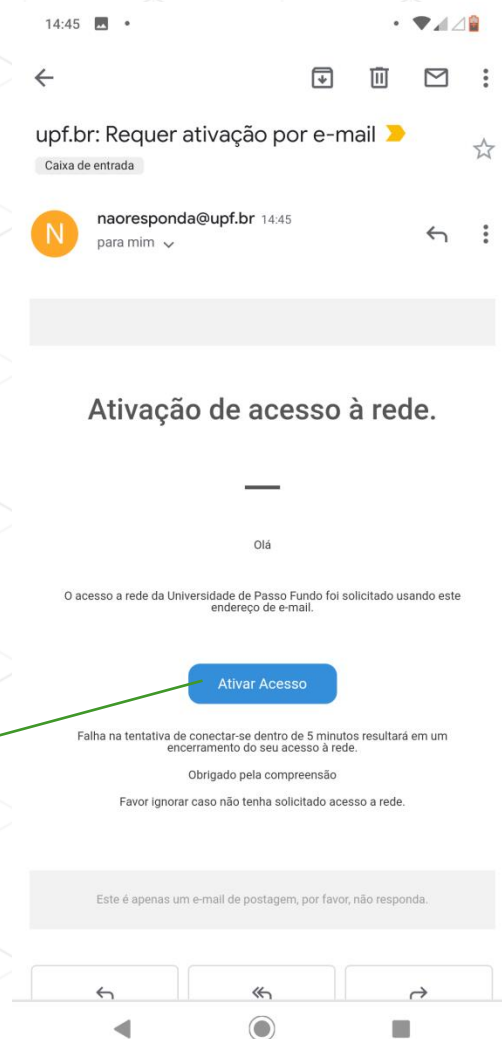 14:45
upf.br: Requer ativação por e-mail
Caixa de entrada
N
naoresponda@upf.br 14:45
para mim
Ativação de acesso à rede.
Olá
O acesso a rede da Universidade de Passo Fundo foi solicitado usando este
endereço de e-mail.
Ativar Acesso
Falha na tentativa de conectar-se dentro de 5 minutos resultará em um
encerramento do seu acesso à rede.
Obrigado pela compreensão
Favor ignorar caso não tenha solicitado acesso a rede.
Este é apenas um e-mail de postagem, por favor, não responda.